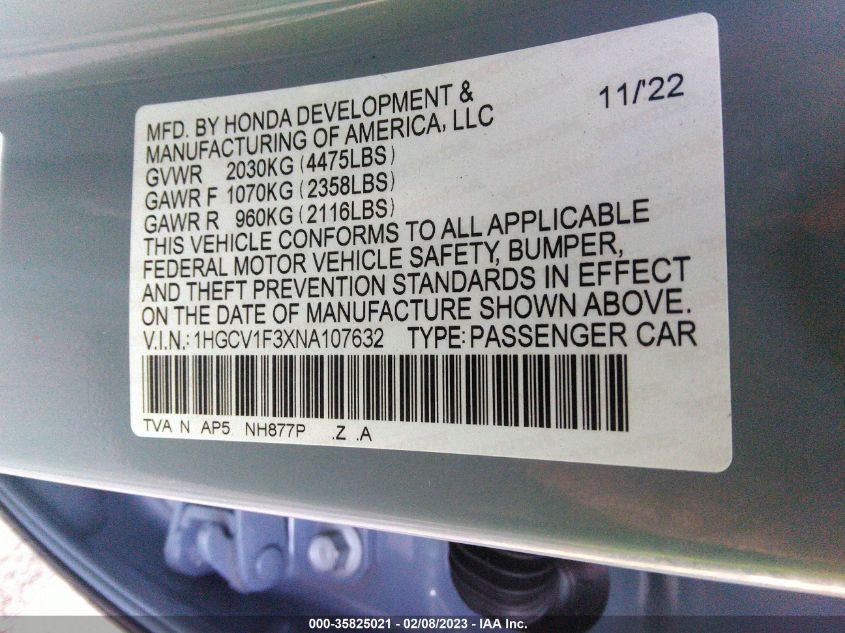 11/'22
MFD. BY HONDA DEVELOPMENT &
MANUFACTURING OF AMERICA, LLC
GVWR 2030KG (4475LBS)
GAWR F 1070KG (2358LBS)
GAWR R 960KG (2116LBS)
THIS VEHICLE CONFORMS TO ALL APPLICABLE
FEDERAL MOTOR VEHICLE SAFETY, BUMPER,
AND THEFT PREVENTION STANDARDS IN EFFECT
ON THE DATE OF MANUFACTURE SHOWN ABOVE.
V.I.N.: 1HGCV1F3XNA107632 TYPE: PASSENGER CAR
TVA N AP5 NH877P .Z .A
000-35825021 - 02/08/2023 - IAA Inc.